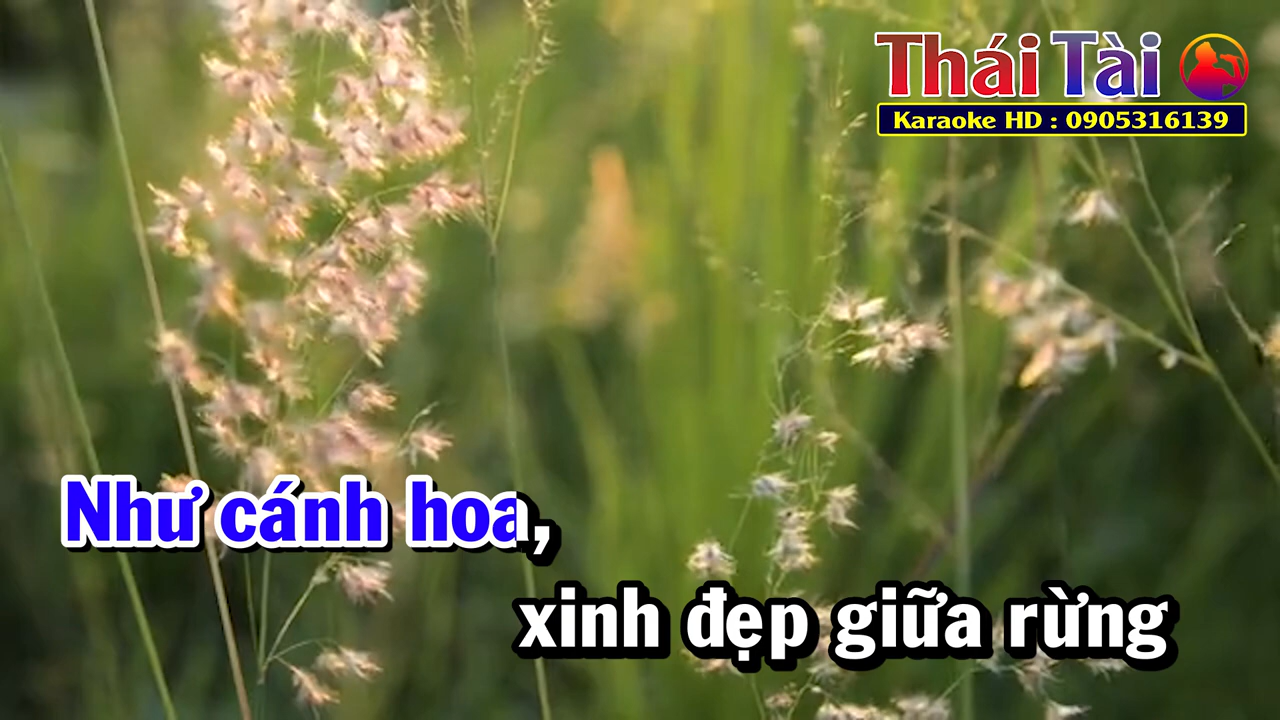 Thái Tài
Karaoke HD : 0905316139
Như cánh hoa,
xinh đẹp giữa rừng